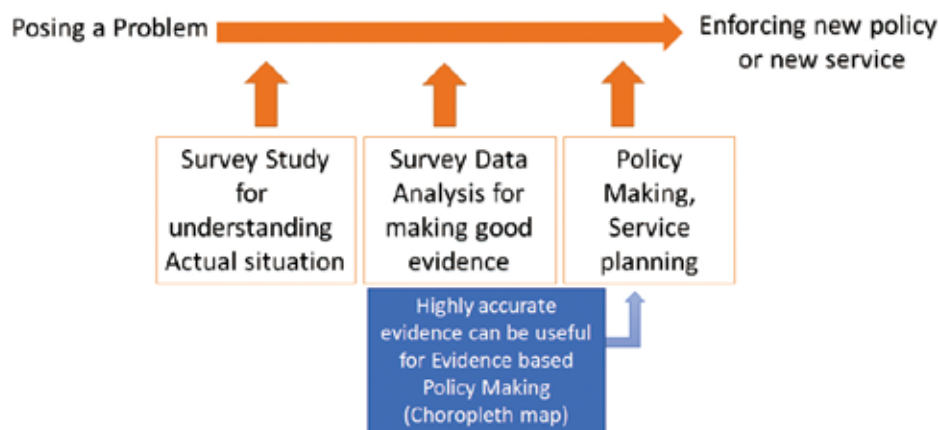 Posing a Problem
Enforcing new policy
or new service
Survey Study
for
understanding
Actual situation
Survey Data
Analysis for
making good
evidence
Policy
Making,
Service
planning
Highly accurate
evidence can be useful
for Evidence based
Policy Making
(Choropleth map)